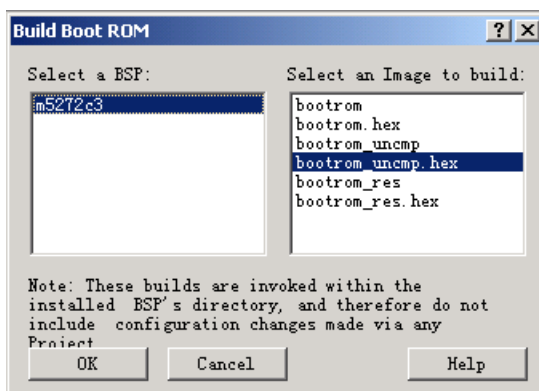 Build Boot ROM
Select a BSP:
m5272c3
Select an Image to build:
bootrom
bootrom.hex
bootrom_uncmp
bootrom_uncmp.hex
bootrom_res
bootrom_res.hex
Note: These builds are invoked within the
installed BSP's directory, and therefore do not
include configuration changes made via any
Project
OK
Cancel
Help